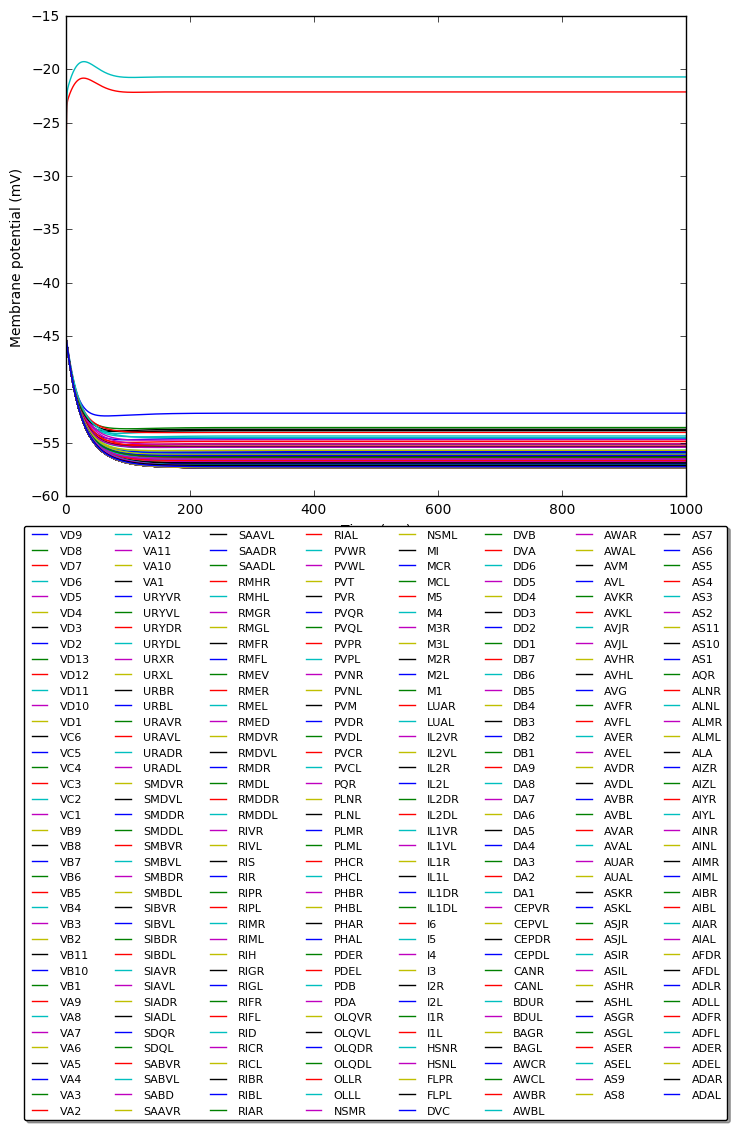 −15
−20
−25
−30
−35
−40
−45
−50
−55
−60
Membrane potential (mV)
0 200 400 600 800 1000
VD9 VA12 SAAVL RIAL NSML DVB AWAR AS7
VD8 VA11 SAADR PVWR MI DVA AWAL AS6
VD7 VA10 SAADL PVWL MCR DD6 AVM AS5
VD6 VA1 RMHR PVT MCL DD5 AVL AS4
VD5 URYVR RMHL PVR M5 DD4 AVKR AS3
VD4 URYVL RMGR PVQR M4 DD3 AVKL AS2
VD3 URYDR RMGL PVQL M3R DD2 AVJR AS11
VD2 URYDL RMFR PVPR M3L DD1 AVJL AS10
VD13 URXR RMFL PVPL M2R DB7 AVHR AS1
VD12 URXL RMEV PVNR M2L DB6 AVHL AQR
VD11 URBR RMER PVNL M1 DB5 AVG ALNR
VD10 URBL RMEL PVM LUAR DB4 AVFR ALNL
VD1 URAVR RMED PVDR LUAL DB3 AVFL ALMR
VC6 URAVL RMDVR PVDL IL2VR DB2 AVER ALML
VC5 URADR RMDVL PVCR IL2VL DB1 AVEL ALA
VC4 URADL RMDR PVCL IL2R DA9 AVDR AIZR
VC3 SMDVR RMDL PQR IL2L DA8 AVDL AIZL
VC2 SMDVL RMDDR PLNR IL2DR DA7 AVBR AIYR
VC1 SMDDR RMDDL PLNL IL2DL DA6 AVBL AIYL
VB9 SMDDL RIVR PLMR IL1VR DA5 AVAR AINR
VB8 SMBVR RIVL PLML IL1VL DA4 AVAL AINL
VB7 SMBVL RIS PHCR IL1R DA3 AUAR AIMR
VB6 SMBDR RIR PHCL IL1L DA2 AUAL AIML
VB5 SMBDL RIPR PHBR IL1DR DA1 ASKR AIBR
VB4 SIBVR RIPL PHBL IL1DL CEPVR ASKL AIBL
VB3 SIBVL RIMR PHAR I6 CEPVL ASJR AIAR
VB2 SIBDR RIML PHAL I5 CEPDR ASJL AIAL
VB11 SIBDL RIH PDER I4 CEPDL ASIR AFDR
VB10 SIAVR RIGR PDEL I3 CANR ASIL AFDL
VB1 SIAVL RIGL PDB I2R CANL ASHR ADLR
VA9 SIADR RIFR PDA I2L BDUR ASHL ADLL
VA8 SIADL RIFL OLQVR I1R BDUL ASGR ADFR
VA7 SDQR RID OLQVL I1L BAGR ASGL ADFL
VA6 SDQL RICR OLQDR HSNR BAGL ASER ADER
VA5 SABVR RICL OLQDL HSNL AWCR ASEL ADEL
VA4 SABVL RIBR OLLR FLPR AWCL AS9 ADAR
VA3 SABD RIBL OLLL FLPL AWBR AS8 ADAL
VA2 SAAVR RIAR NSMR DVC AWBL